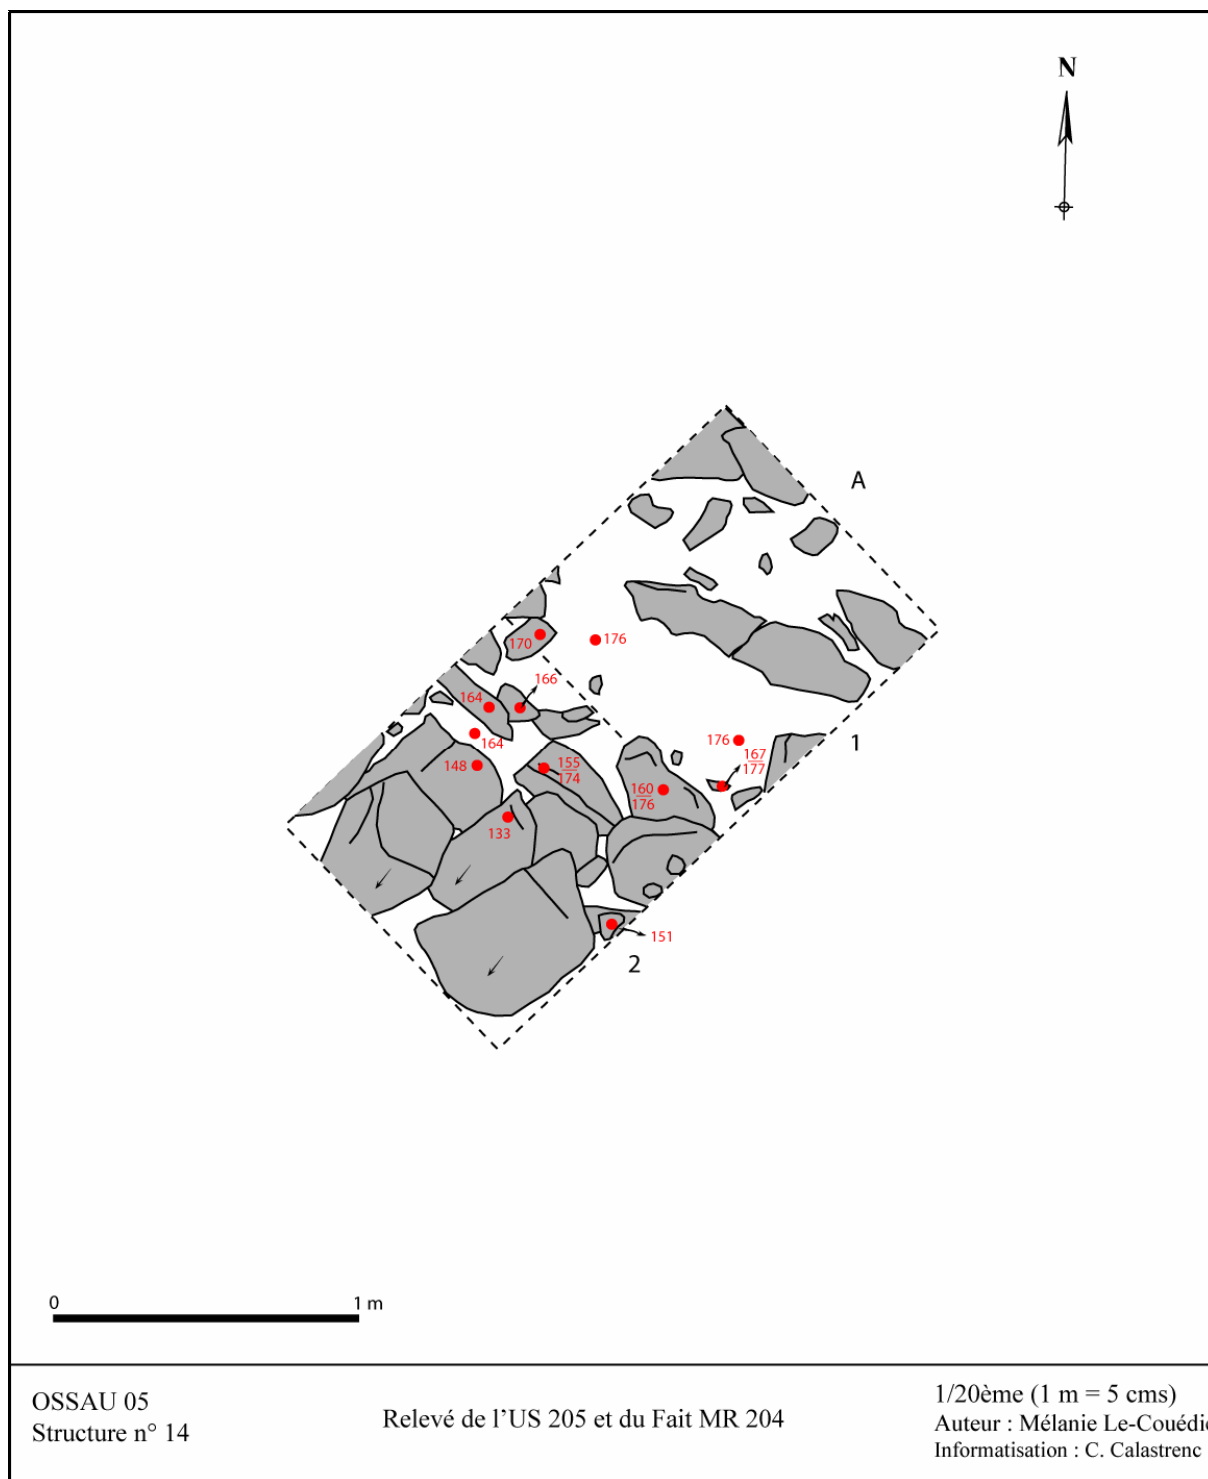 N
A
170
176
166
164
164
176
1
148
155
174
167
177
160
176
133
151
2
0 1 m
OSSAU 05
Structure n° 14
Relevé de l'US 205 et du Fait MR 204
1/20ème (1 m = 5 cms)
Auteur : Mélanie Le-Couédic
Informatisation : C. Calastrenc